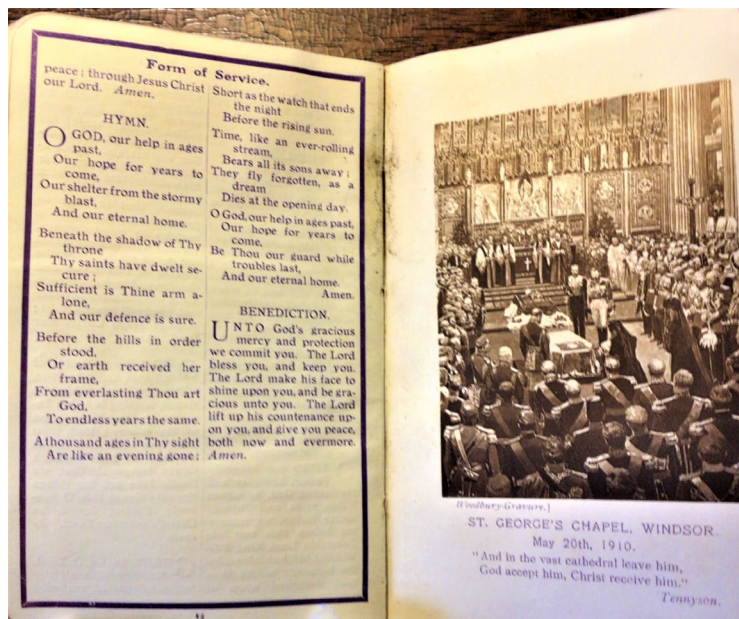 Form of Service.
peace; through Jesus Christ
our Lord. Amen.
HYMN.
O GOD, our help in ages
past,
Our hope for years to
come,
Our shelter from the stormy
blast,
And our eternal home.
Beneath the shadow of Thy
throne
Thy saints have dwelt se-
cure;
Sufficient is Thine arm a-
lone,
And our defence is sure.
Before the hills in order
stood,
Or earth received her
frame,
From everlasting Thou art
God,
To endless years the same.
A thousand ages in Thy sight
Are like an evening gone;
Short as the watch that ends
the night
Before the rising sun.
Time, like an ever-rolling
stream,
Bears all its sons away;
They fly forgotten, as a
dream
Dies at the opening day.
O God, our help in ages past,
Our hope for years to
come,
Be Thou our guard while
troubles last,
And our eternal home.
Amen.
BENEDICTION.
UNTO God's gracious
mercy and protection
we commit you. The Lord
bless you, and keep you.
The Lord make his face to
shine upon you, and be gra-
cious unto you. The Lord
lift up his countenance up-
on you, and give you peace,
both now and evermore.
Amen.
Woodbury-Gravure.]
ST. GEORGE'S CHAPEL, WINDSOR.
May 20th, 1910.
"And in the vast cathedral leave him,
God accept him, Christ receive him."
Tennyson.